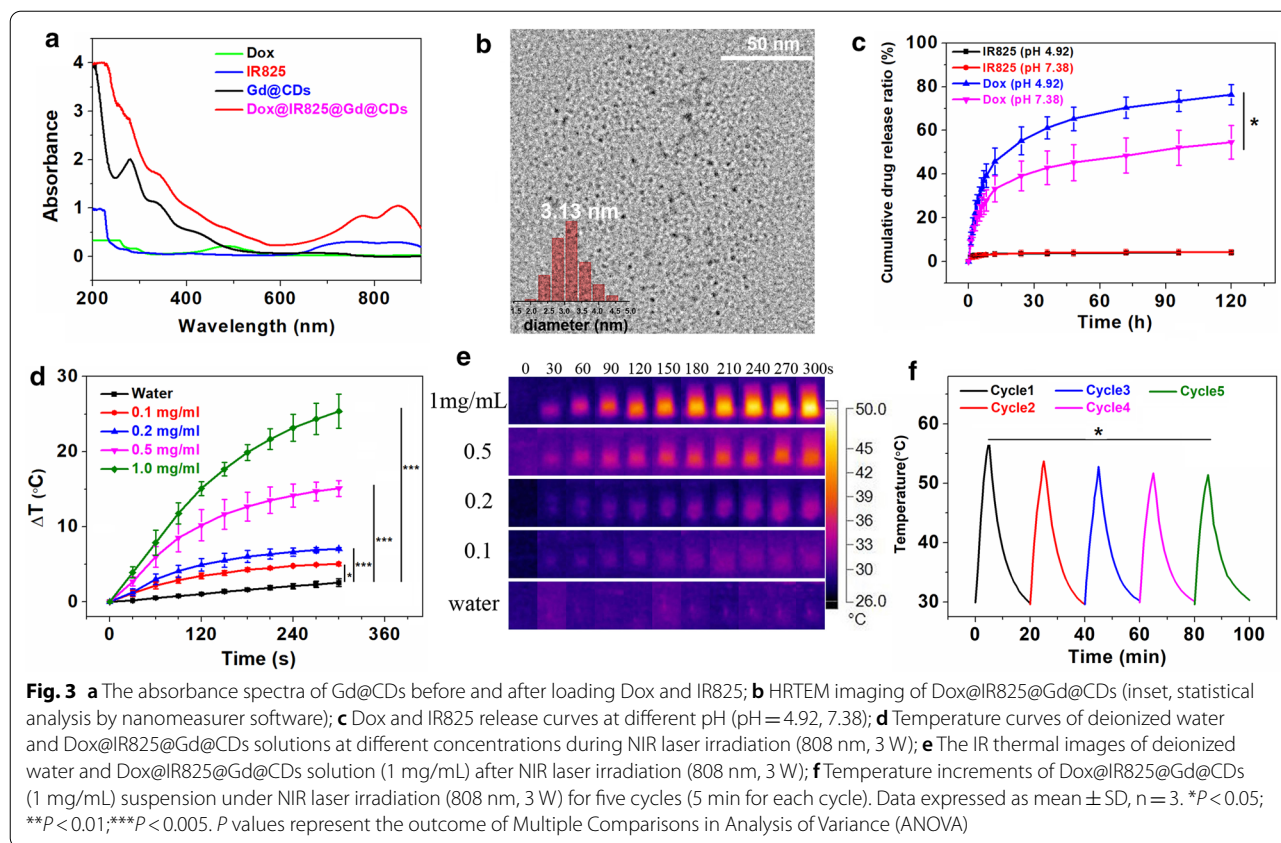 a
Dox
IR825
Gd@CDs
Dox@IR825@Gd@CDs
Absorbance
4
3
2
1
0
200 400 600 800
Wavelength (nm)
b
50 nm
3.13 nm
1.5 2.0 2.5 3.0 3.5 4.0 4.5 5.0
diameter (nm)
c
IR825 (pH 4.92)
IR825 (pH 7.38)
Dox (pH 4.92)
Dox (pH 7.38)
*
Cumulative drug release ratio (%)
100
80
60
40
20
0
0 24 48 72 96 120
Time (h)
d
Water
0.1 mg/ml
0.2 mg/ml
0.5 mg/ml
1.0 mg/ml
***
***
***
*
ΔT (°C)
30
15
0
0 120 240 360
Time (s)
e
0 30 60 90 120 150 180 210 240 270 300s
1mg/mL
0.5
0.2
0.1
water
50.0
45
42
39
36
33
30
26.0
°C
f
Cycle1 Cycle3 Cycle5
Cycle2 Cycle4
*
Temperature(°C)
60
50
40
30
0 20 40 60 80 100
Time (min)
Fig. 3 a The absorbance spectra of Gd@CDs before and after loading Dox and IR825; b HRTEM imaging of Dox@IR825@Gd@CDs (inset, statistical
analysis by nanomeasurer software); c Dox and IR825 release curves at different pH (pH = 4.92, 7.38); d Temperature curves of deionized water
and Dox@IR825@Gd@CDs solutions at different concentrations during NIR laser irradiation (808 nm, 3 W); e The IR thermal images of deionized
water and Dox@IR825@Gd@CDs solution (1 mg/mL) after NIR laser irradiation (808 nm, 3 W); f Temperature increments of Dox@IR825@Gd@CDs
(1 mg/mL) suspension under NIR laser irradiation (808 nm, 3 W) for five cycles (5 min for each cycle). Data expressed as mean ± SD, n = 3. *P < 0.05;
**P < 0.01;***P < 0.005. P values represent the outcome of Multiple Comparisons in Analysis of Variance (ANOVA)